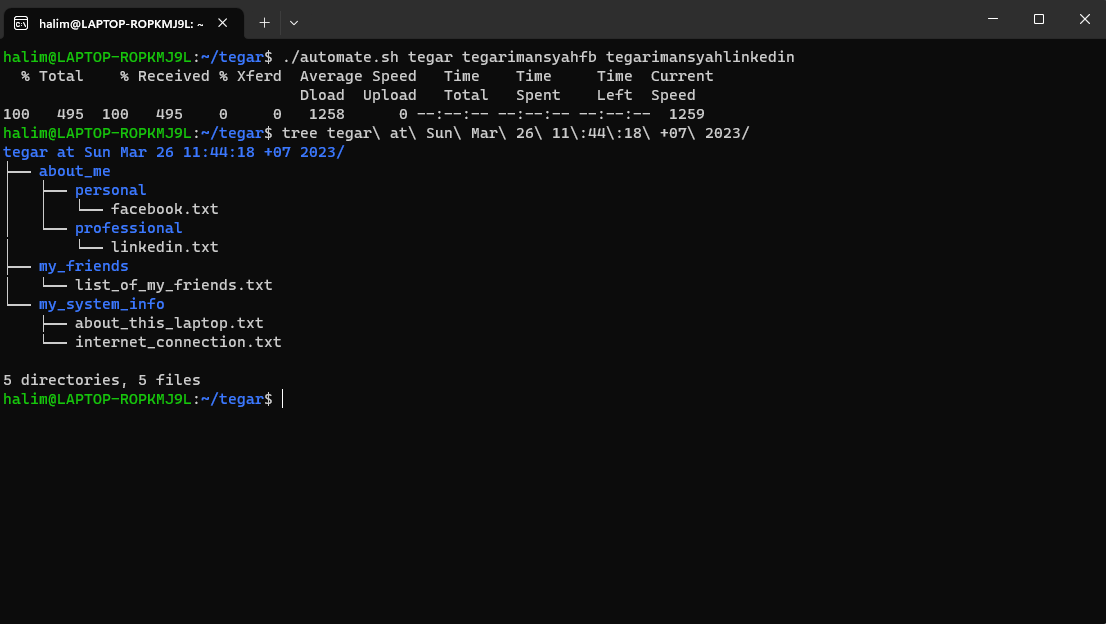 halim@LAPTOP-ROPKMJ9L: ~
halim@LAPTOP-ROPKMJ9L:~/tegar$ ./automate.sh tegar tegarimansyahfb tegarimansyahlinkedin
  % Total    % Received % Xferd  Average Speed   Time    Time     Time  Current
                                 Dload  Upload   Total   Spent    Left  Speed
100   495  100   495    0     0   1258      0 --:--:-- --:--:-- --:--:--  1259
halim@LAPTOP-ROPKMJ9L:~/tegar$ tree tegar\ at\ Sun\ Mar\ 26\ 11\:44\:18\ +07\ 2023/
tegar at Sun Mar 26 11:44:18 +07 2023/
├── about_me
│   ├── personal
│   │   └── facebook.txt
│   └── professional
│       └── linkedin.txt
├── my_friends
│   └── list_of_my_friends.txt
└── my_system_info
    ├── about_this_laptop.txt
    └── internet_connection.txt

5 directories, 5 files
halim@LAPTOP-ROPKMJ9L:~/tegar$